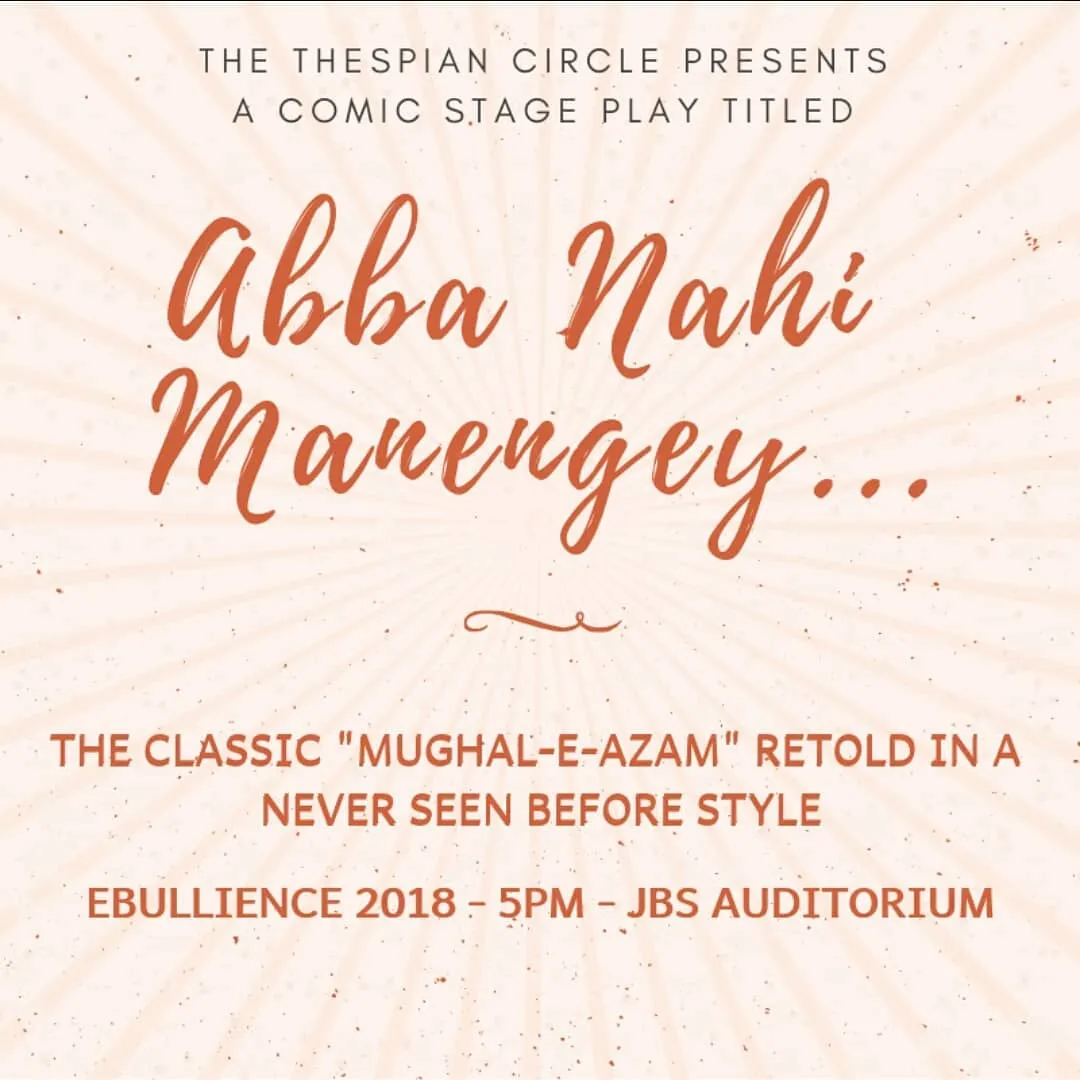 THE THESPIAN CIRCLE PRESENTS
A COMIC STAGE PLAY TITLED
Abba Nahi
Manengey...
THE CLASSIC "MUGHAL-E-AZAM" RETOLD IN A
NEVER SEEN BEFORE STYLE
EBULLIENCE 2018 - 5PM - JBS AUDITORIUM